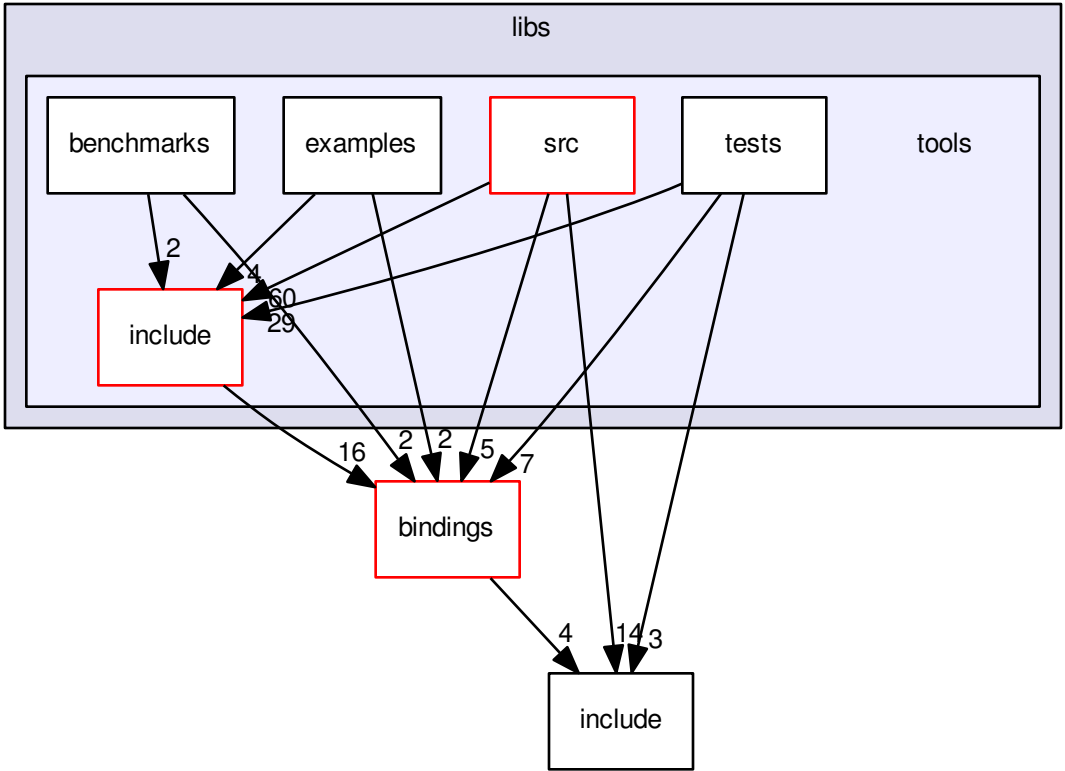 libs
benchmarks
examples
src
tests
tools
2
4
60
29
include
16
2
2
5
7
bindings
4
14
3
include